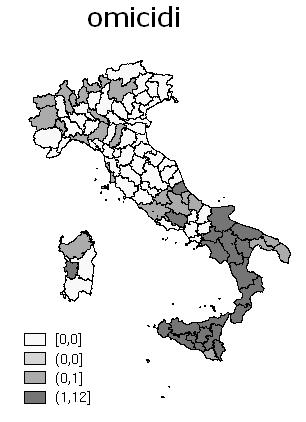 omicidi
[0,0]
(0,0]
(0,1]
(1,12]